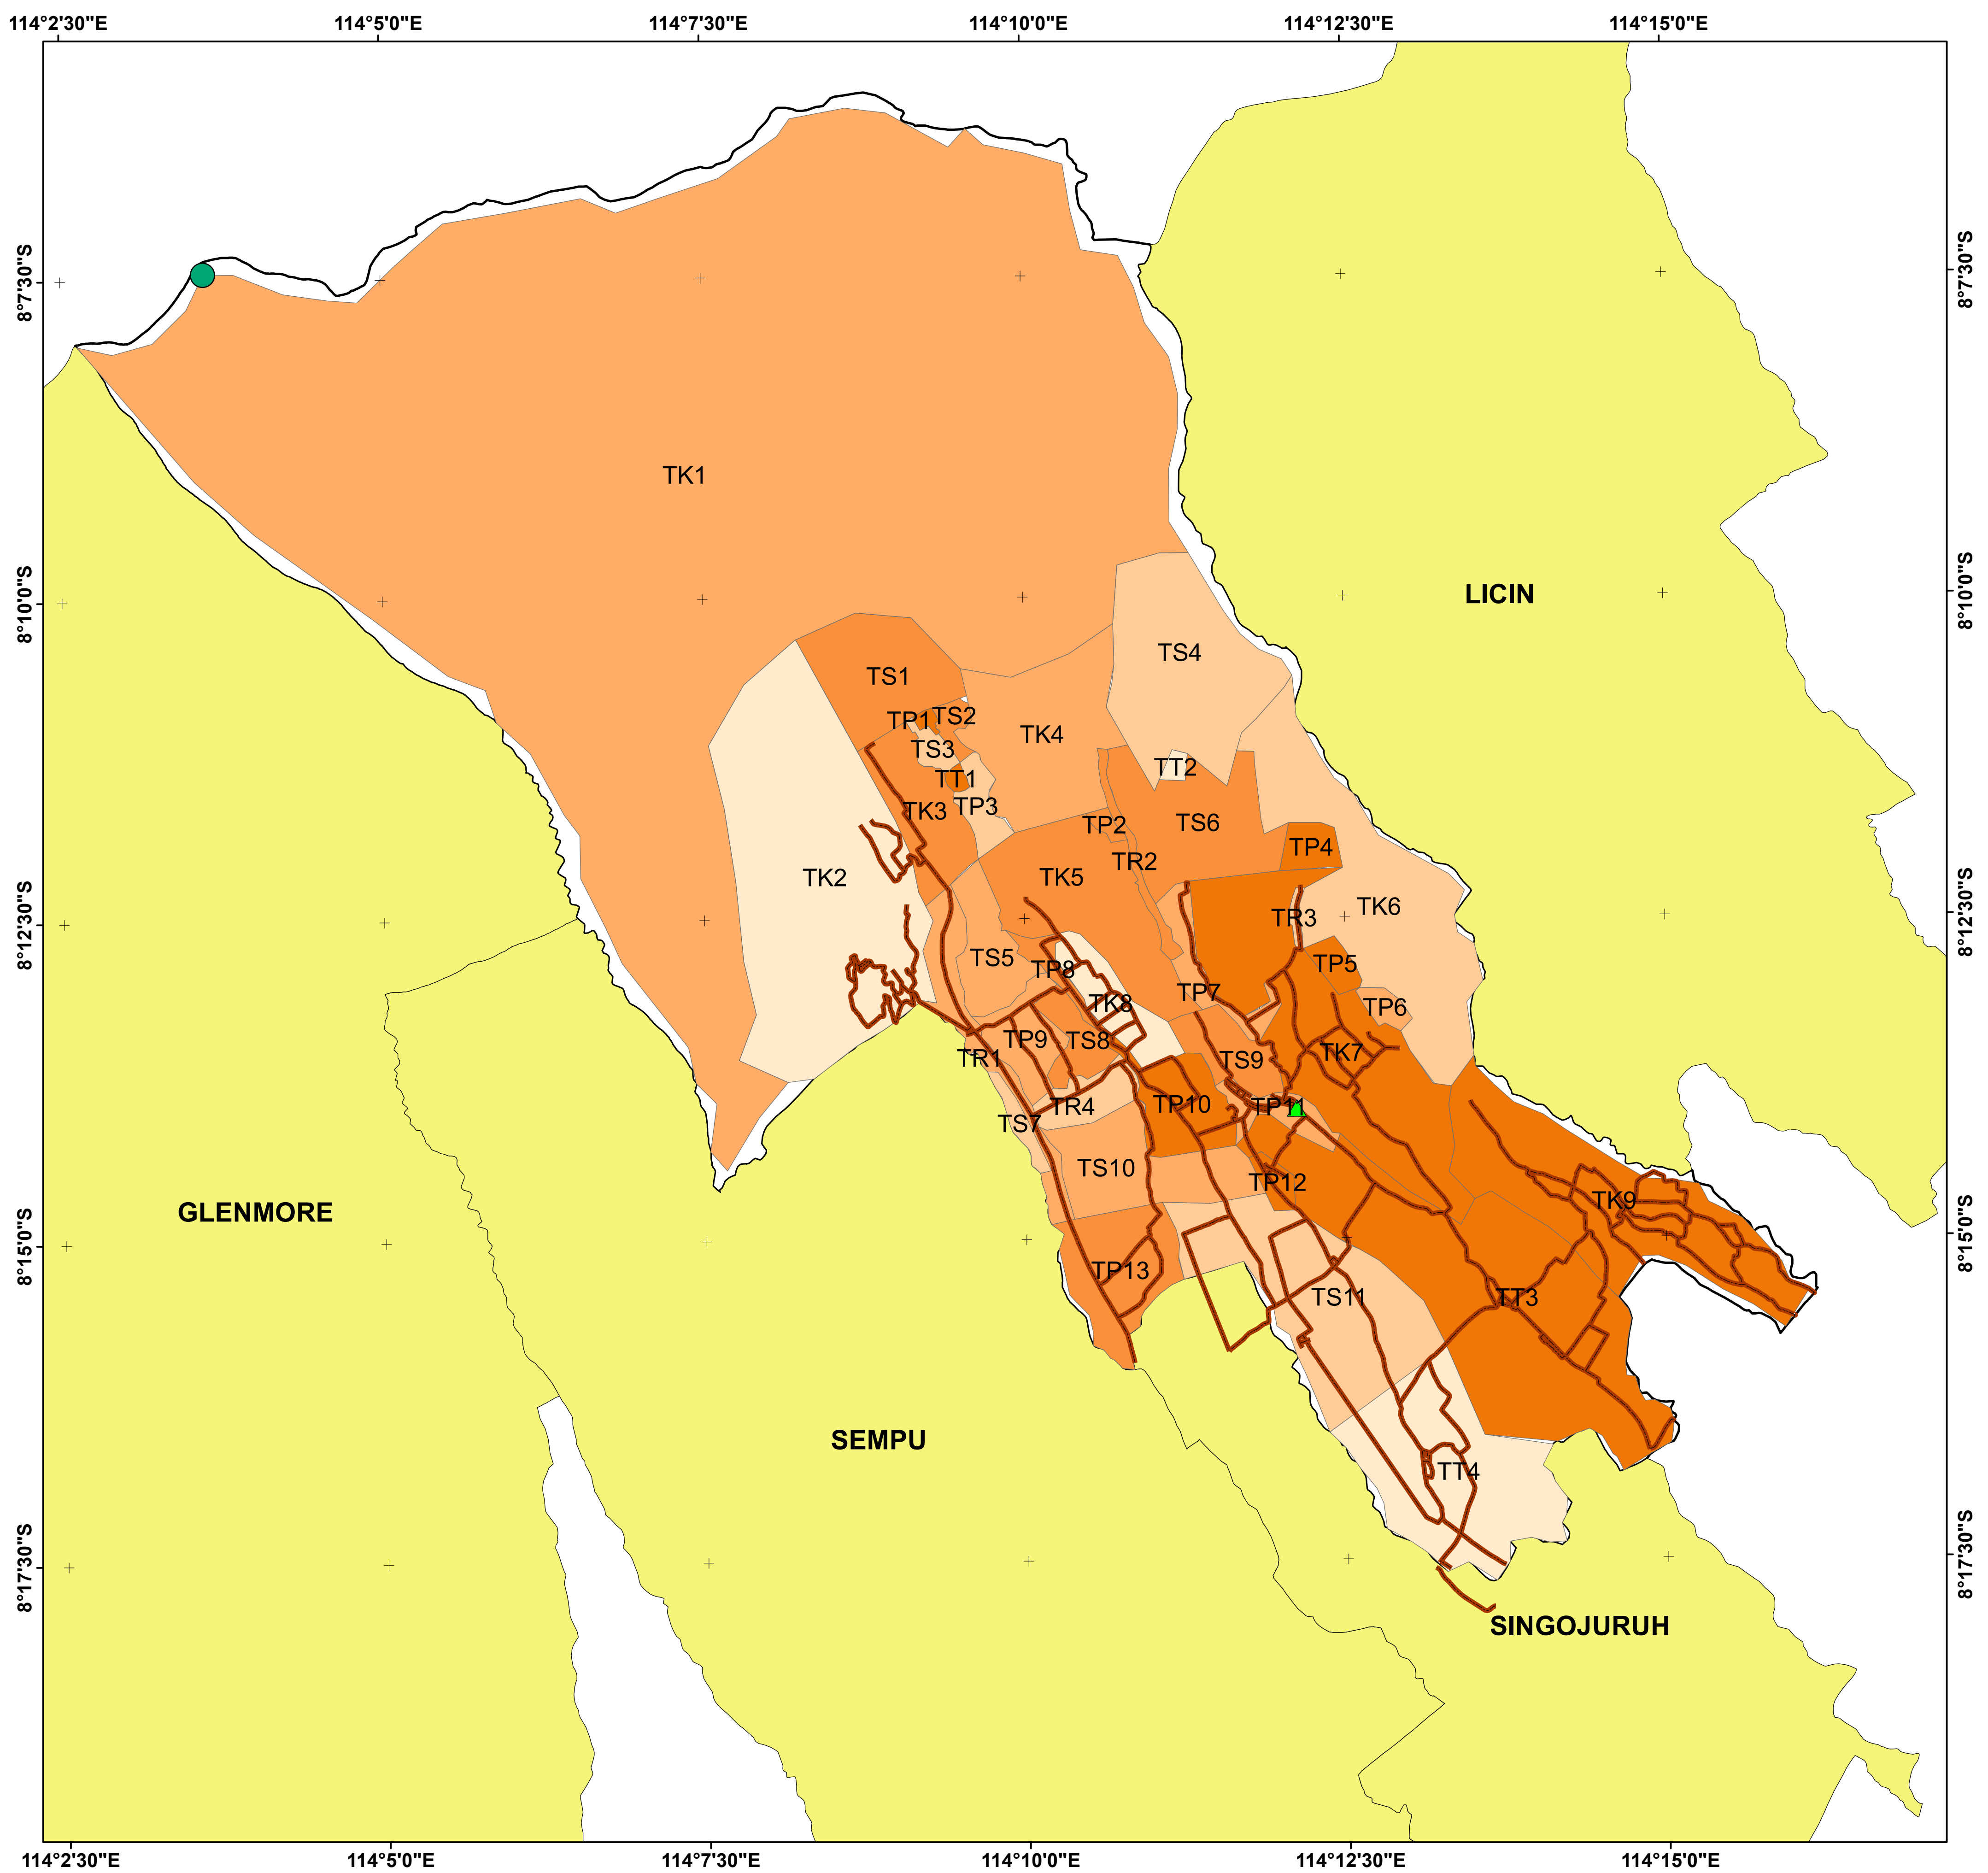 114°2'30"E 114°5'0"E 114°7'30"E 114°10'0"E 114°12'30"E 114°15'0"E
8°7'30"S 8°7'30"S
TK1
8°10'0"S LICIN 8°10'0"S
TS4
TS1
TP1 TS2
TK4
TS3
TT2
TT1
TP3
TK3
TS6
TP2
TP4
TR2
TK2 TK5
TK6
TR3
8°12'30"S 8°12'30"S
TS5 TP5
TP8
TP7
TK8 TP6
TP9 TS8
TK7
TR1 TS9
TR4 TP10 TP11
TS7
TS10
TP12
TK9
GLENMORE
8°15'0"S 8°15'0"S
TP13
TS11 TT3
SEMPU
TT4
8°17'30"S 8°17'30"S
SINGOJURUH
114°2'30"E 114°5'0"E 114°7'30"E 114°10'0"E 114°12'30"E 114°15'0"E